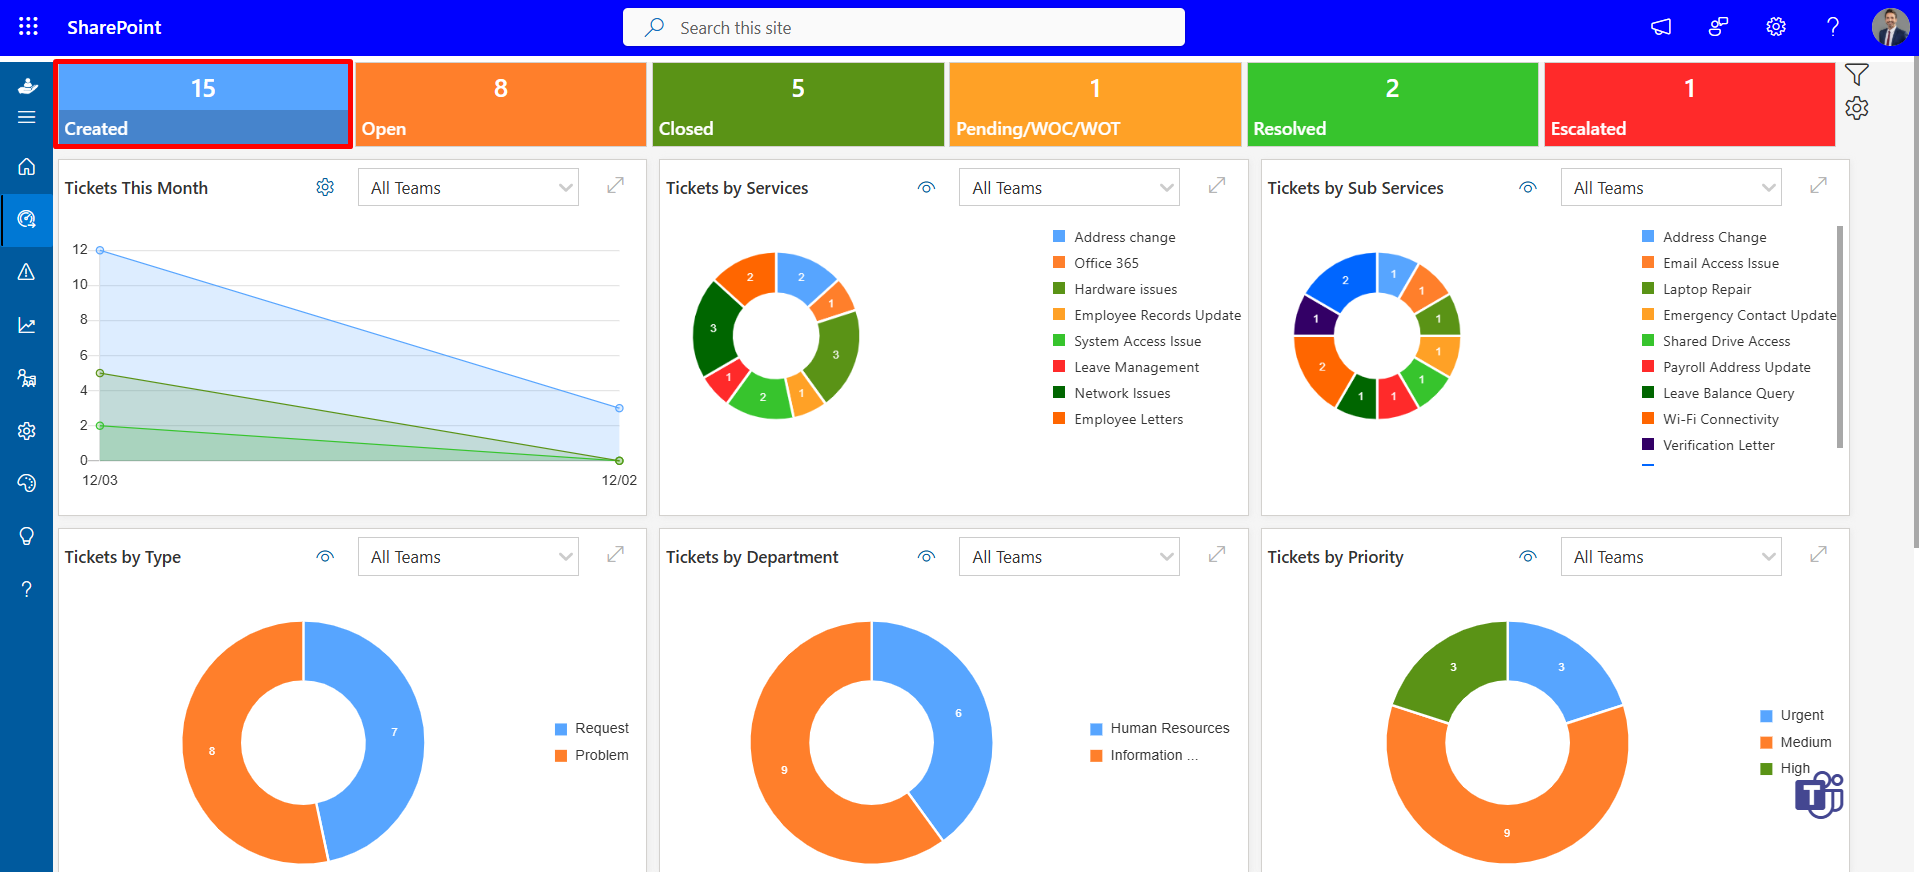 SharePoint
Search this site
15
Created
8
Open
5
Closed
1
Pending/WOC/WOT
2
Resolved
1
Escalated
Tickets This Month
All Teams
12
10
8
6
4
2
0
12/03
12/02
Tickets by Services
All Teams
2
1
3
1
2
1
3
2
Address change
Office 365
Hardware issues
Employee Records Update
System Access Issue
Leave Management
Network Issues
Employee Letters
Tickets by Sub Services
All Teams
1
1
1
1
1
1
1
2
1
2
Address Change
Email Access Issue
Laptop Repair
Emergency Contact Update
Shared Drive Access
Payroll Address Update
Leave Balance Query
Wi-Fi Connectivity
Verification Letter
Tickets by Type
All Teams
7
8
Request
Problem
Tickets by Department
All Teams
6
9
Human Resources
Information ...
Tickets by Priority
All Teams
3
9
3
Urgent
Medium
High
T